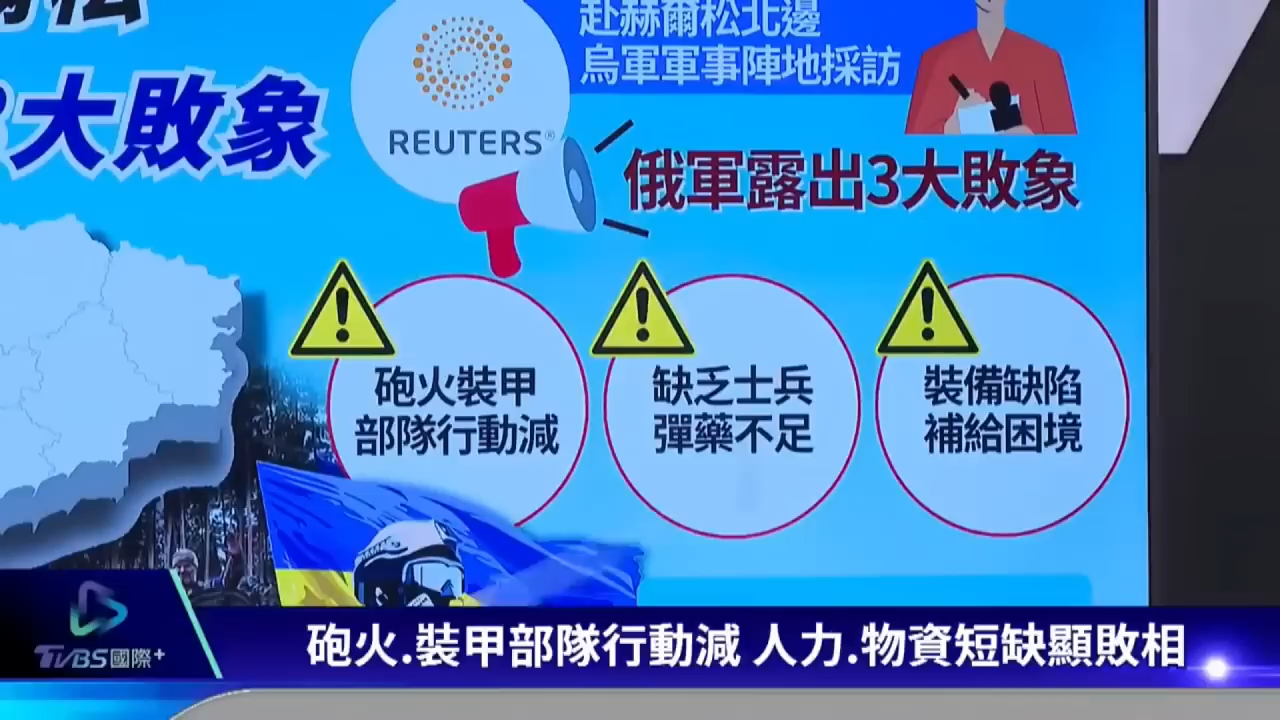 赴赫爾松北邊
烏軍軍事陣地採訪
大敗象
REUTERS®
俄軍露出3大敗象
砲火裝甲
部隊行動減
缺乏士兵
彈藥不足
裝備缺陷
補給困境
砲火.裝甲部隊行動減 人力.物資短缺顯敗相
TVBS國際+